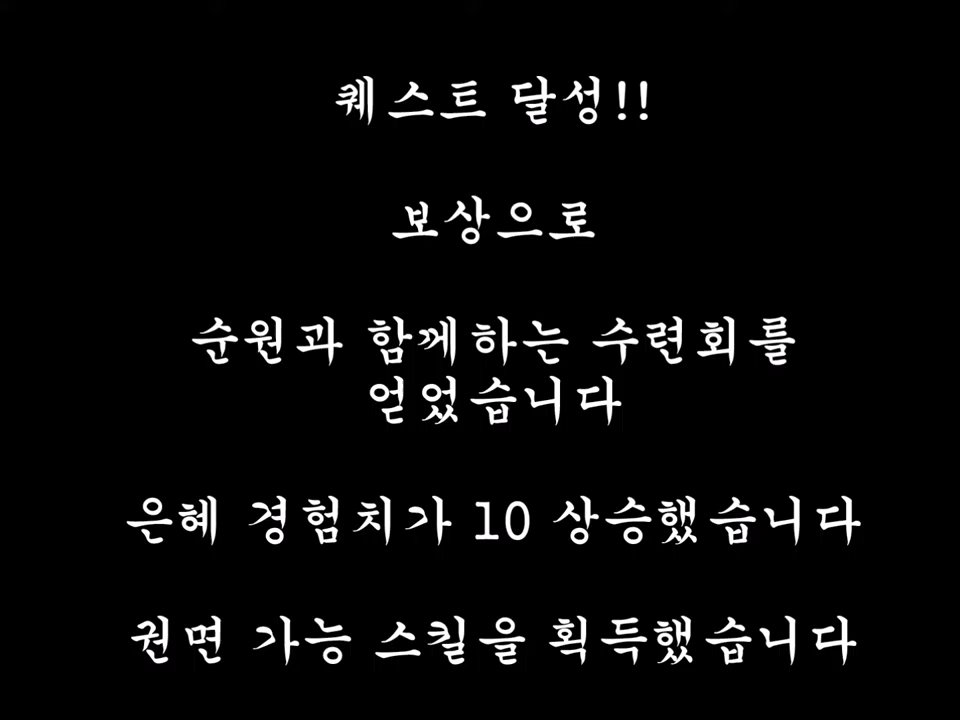 퀘스트 달성!!
보상으로
순원과 함께하는 수련회를
얻었습니다
은혜 경험치가 10 상승했습니다
권면 가능 스킬을 획득했습니다